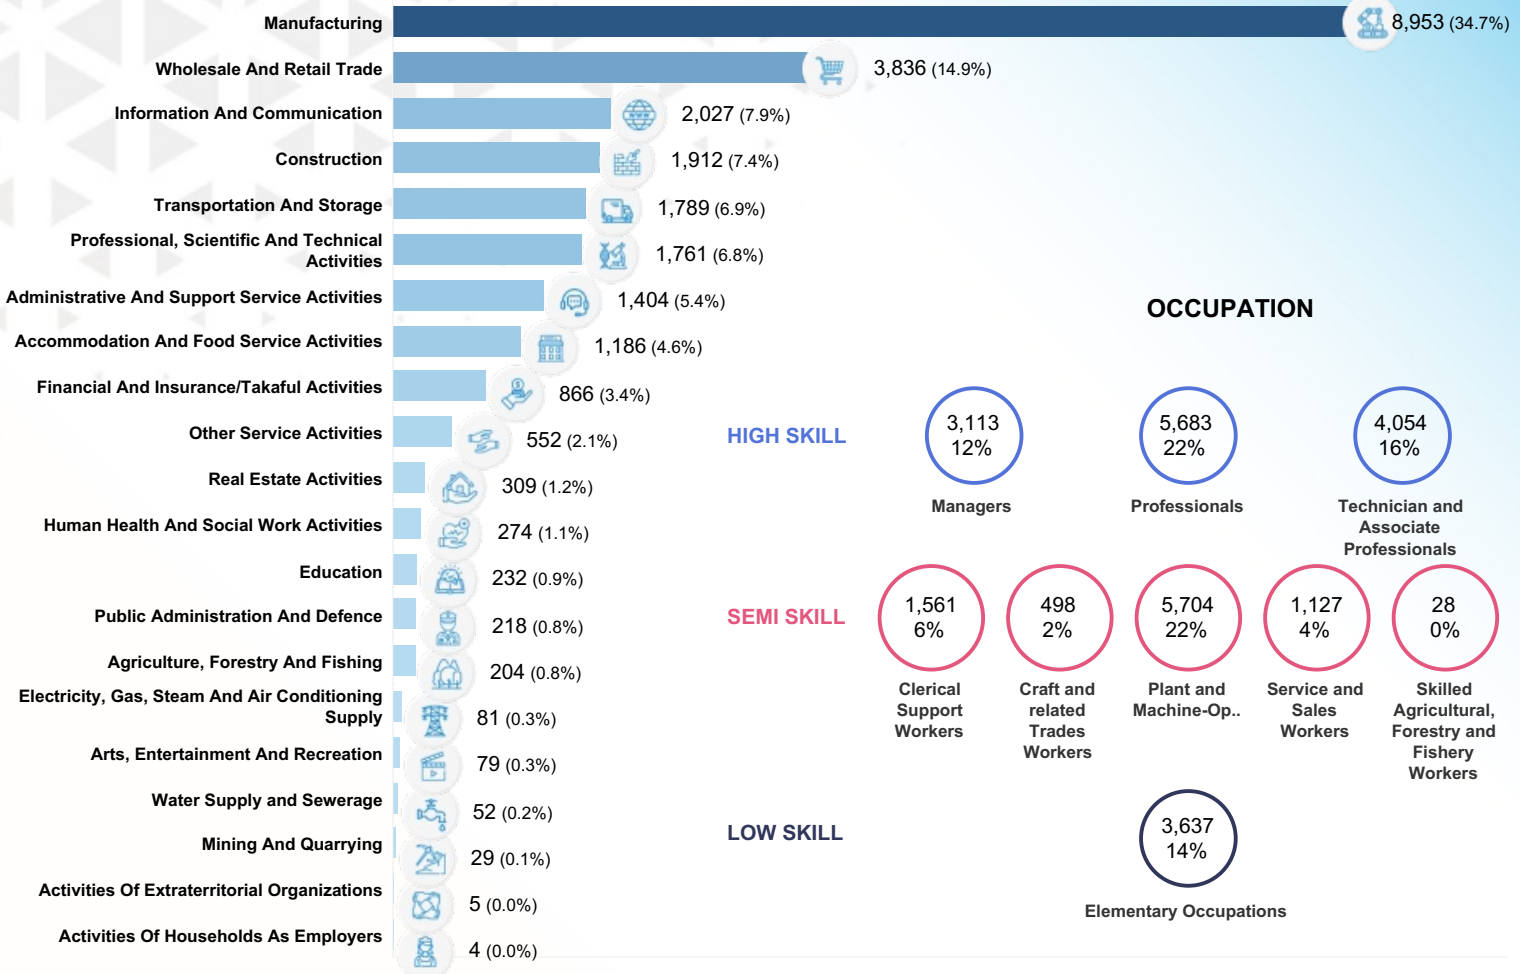 Manufacturing
8,953 (34.7%)
Wholesale And Retail Trade
3,836 (14.9%)
Information And Communication
2,027 (7.9%)
Construction
1,912 (7.4%)
Transportation And Storage
1,789 (6.9%)
Professional, Scientific And Technical
Activities
1,761 (6.8%)
Administrative And Support Service Activities
1,404 (5.4%)
Accommodation And Food Service Activities
1,186 (4.6%)
Financial And Insurance/Takaful Activities
866 (3.4%)
Other Service Activities
552 (2.1%)
Real Estate Activities
309 (1.2%)
Human Health And Social Work Activities
274 (1.1%)
Education
232 (0.9%)
Public Administration And Defence
218 (0.8%)
Agriculture, Forestry And Fishing
204 (0.8%)
Electricity, Gas, Steam And Air Conditioning
Supply
81 (0.3%)
Arts, Entertainment And Recreation
79 (0.3%)
Water Supply and Sewerage
52 (0.2%)
Mining And Quarrying
29 (0.1%)
Activities Of Extraterritorial Organizations
5 (0.0%)
Activities Of Households As Employers
4 (0.0%)
OCCUPATION
HIGH SKILL
3,113
12%
Managers
5,683
22%
Professionals
4,054
16%
Technician and
Associate
Professionals
SEMI SKILL
1,561
6%
Clerical
Support
Workers
498
2%
Craft and
related
Trades
Workers
5,704
22%
Plant and
Machine-Op..
1,127
4%
Service and
Sales
Workers
28
0%
Skilled
Agricultural,
Forestry and
Fishery
Workers
LOW SKILL
3,637
14%
Elementary Occupations